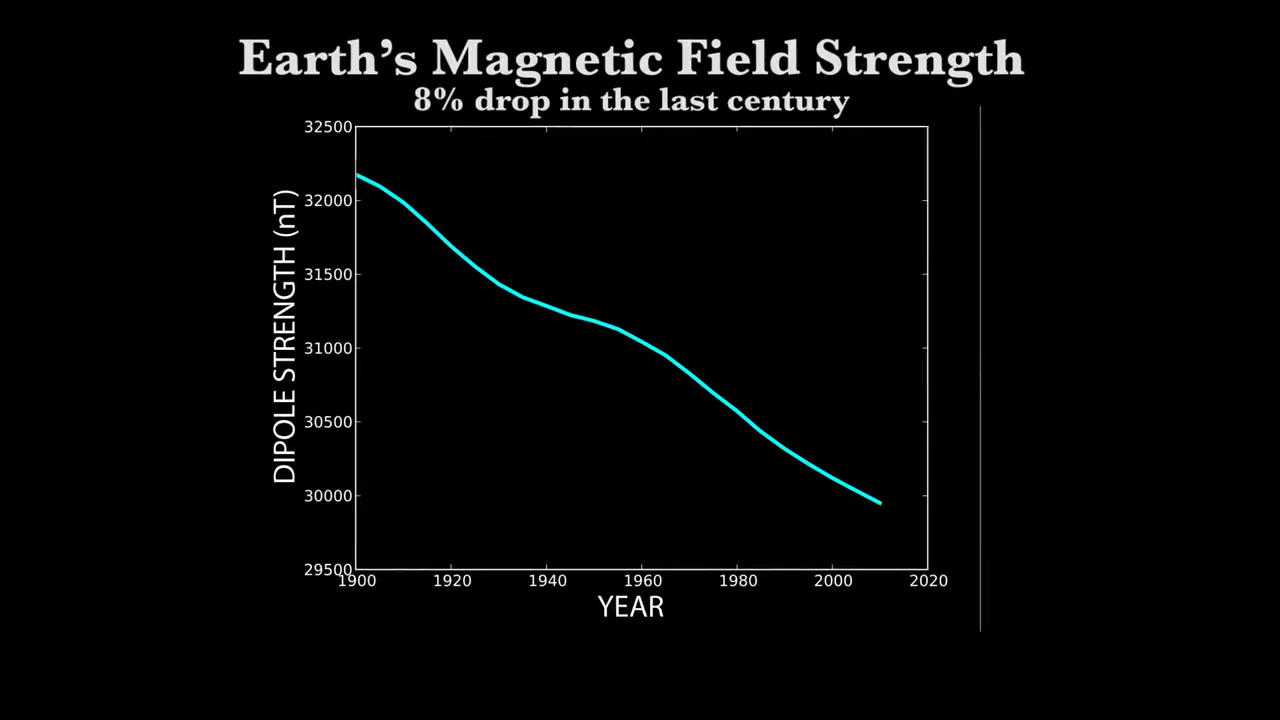 Earth’s Magnetic Field Strength
8% drop in the last century
32500
32000
31500
31000
30500
30000
29500
DIPOLE STRENGTH (nT)
1900 1920 1940 1960 1980 2000 2020
YEAR